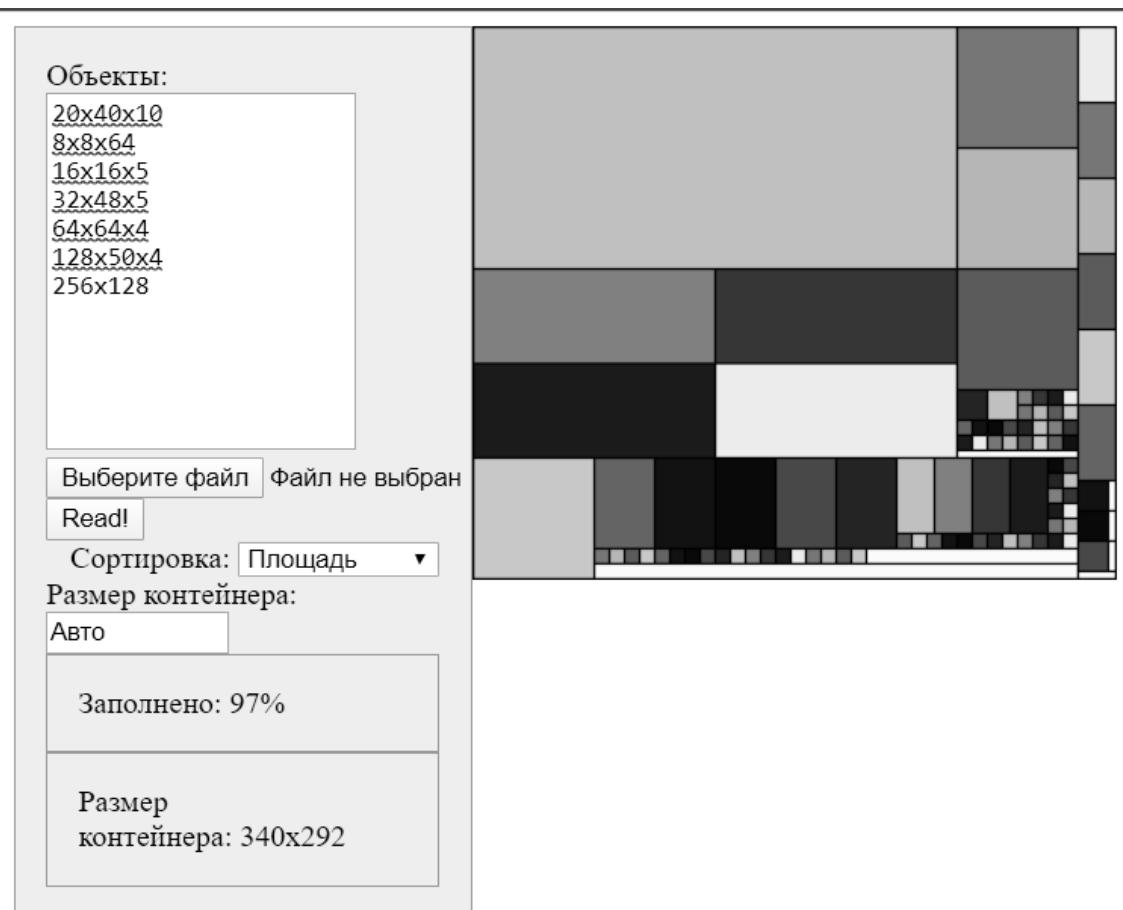 Объекты:
20x40x10
8x8x64
16x16x5
32x48x5
64x64x4
128x50x4
256x128
Выберите файл Файл не выбран
Read!
Сортировка: Площадь
Размер контейнера:
Авто
Заполнено: 97%
Размер
контейнера: 340x292